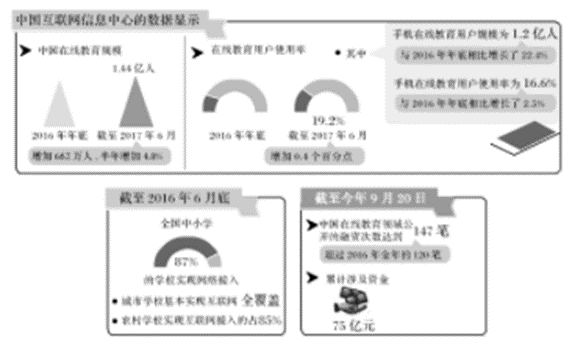 中国互联网信息中心的数据显示
中国在线教育规模
1.44亿人
2016年年底
截至2017年6月
增加662万人,半年增加4.8%
在线教育用户使用率
19.2%
2016年年底
截至2017年6月
增加0.4个百分点
其中
手机在线教育用户规模为1.2亿人
与2016年年底相比增长了22.4%
手机在线教育用户使用率为16.6%
与2016年年底相比增长了2.5%
截至2016年6月底
全国中小学
87%
的学校实现网络接入
城市学校基本实现互联网 全覆盖
农村学校实现互联网接入的占85%
截至今年9月20日
中国在线教育领域公
开的融资次数达到 147笔
超过2016年全年的120笔
累计涉及资金
75亿元